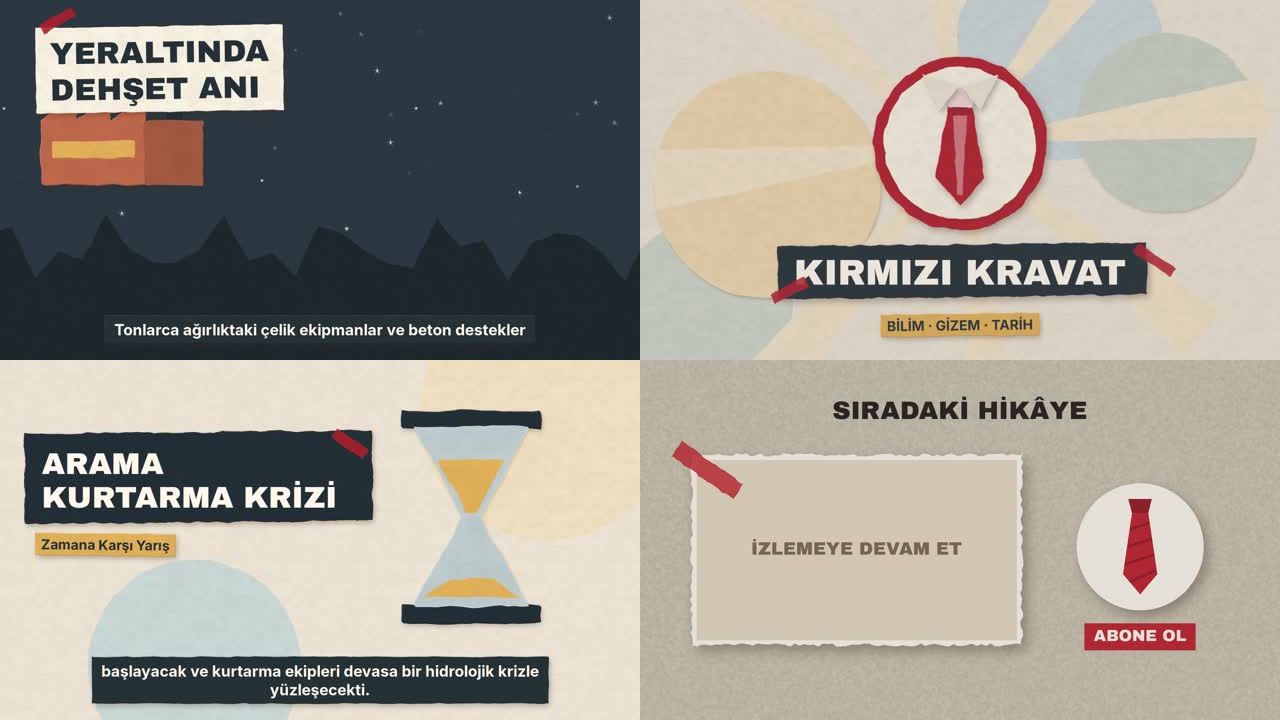 YERALTINDA
DEHŞET ANI
Tonlarca ağırlıktaki çelik ekipmanlar ve beton destekler
KIRMIZI KRAVAT
BİLİM · GİZEM · TARİH
ARAMA
KURTARMA KRİZİ
Zamana Karşı Yarış
başlayacak ve kurtarma ekipleri devasa bir hidrolojik krizle
yüzleşecekti.
SIRADAKİ HİKÂYE
İZLEMEYE DEVAM ET
ABONE OL